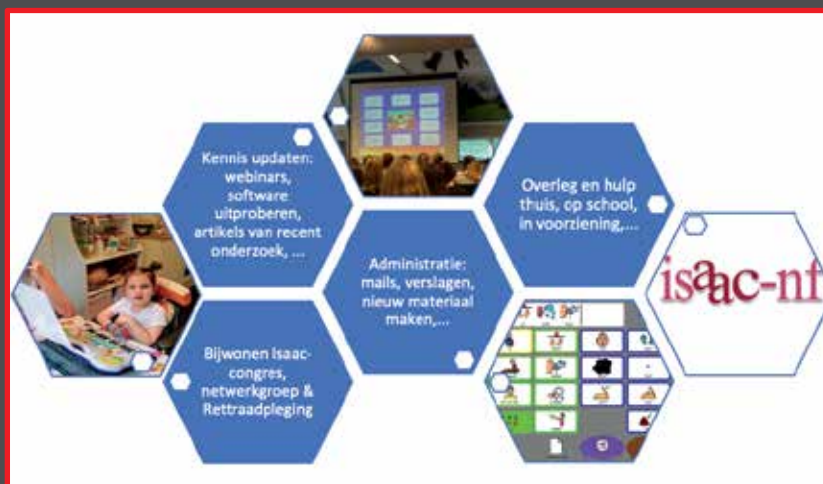 Kennis updaten:
webinars,
software
uitproberen,
artikels van recent
onderzoek, ...
Overleg en hulp
thuis, op school,
in voorziening,...
Administratie:
mails, verslagen,
nieuw materiaal
maken,...
isaac-nf
Bijwonen Isaac-
congres,
netwerkgroep &
Rettraadpleging